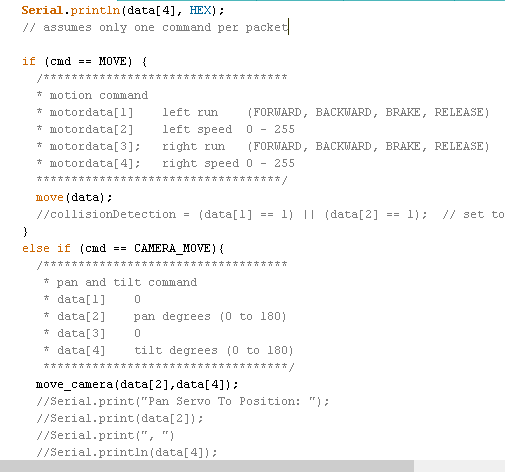 Serial.println(data[4], HEX);
// assumes only one command per packet
if (cmd == MOVE) {
/***********************************
* motion command
* motordata[1] left run (FORWARD, BACKWARD, BRAKE, RELEASE)
* motordata[2] left speed 0 - 255
* motordata[3]; right run (FORWARD, BACKWARD, BRAKE, RELEASE)
* motordata[4]; right speed 0 - 255
***********************************/
move(data);
//collisionDetection = (data[1] == 1) || (data[2] == 1); // set to
}
else if (cmd == CAMERA_MOVE){
/***********************************
* pan and tilt command
* data[1] 0
* data[2] pan degrees (0 to 180)
* data[3] 0
* data[4] tilt degrees (0 to 180)
***********************************/
move_camera(data[2],data[4]);
//Serial.print("Pan Servo To Position: ");
//Serial.print(data[2]);
//Serial.print(", ")
//Serial.println(data[4]);